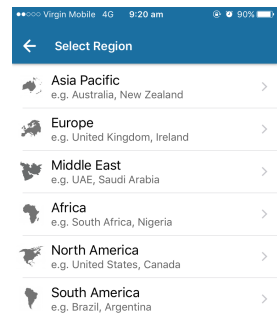 Virgin Mobile 4G 9:20 am 90%
Select Region
Asia Pacific
e.g. Australia, New Zealand
Europe
e.g. United Kingdom, Ireland
Middle East
e.g. UAE, Saudi Arabia
Africa
e.g. South Africa, Nigeria
North America
e.g. United States, Canada
South America
e.g. Brazil, Argentina